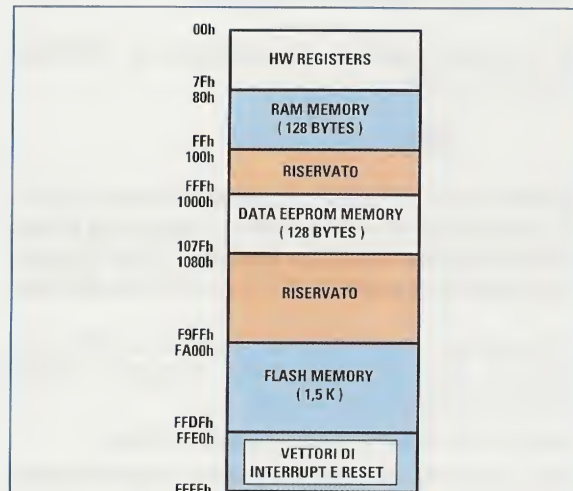 00h
HW REGISTERS
7Fh
80h
RAM MEMORY
( 128 BYTES )
FFh
100h
RISERVATO
FFFh
1000h
DATA EEPROM MEMORY
( 128 BYTES )
107Fh
1080h
RISERVATO
F9FFh
FA00h
FLASH MEMORY
( 1,5 K )
FFDFh
FFE0h
VETTORI DI
INTERRUPT E RESET
FFFFh